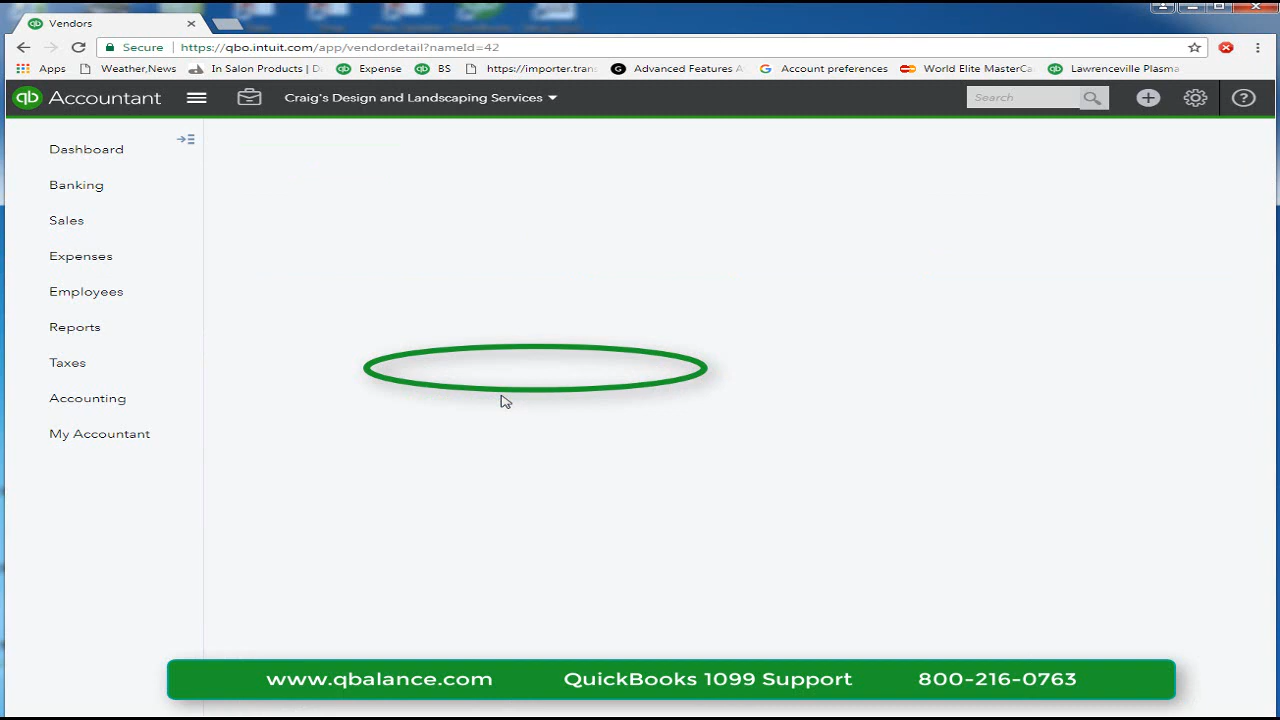 Vendors
Secure https://qbo.intuit.com/app/vendordetail?nameId=42
Apps Weather,News In Salon Products | D Expense BS https://importer.tran Advanced Features A Account preferences World Elite MasterCa Lawrenceville Plasma
qb Accountant Craig's Design and Landscaping Services Search
Dashboard
Banking
Sales
Expenses
Employees
Reports
Taxes
Accounting
My Accountant
www.qbalance.com QuickBooks 1099 Support 800-216-0763